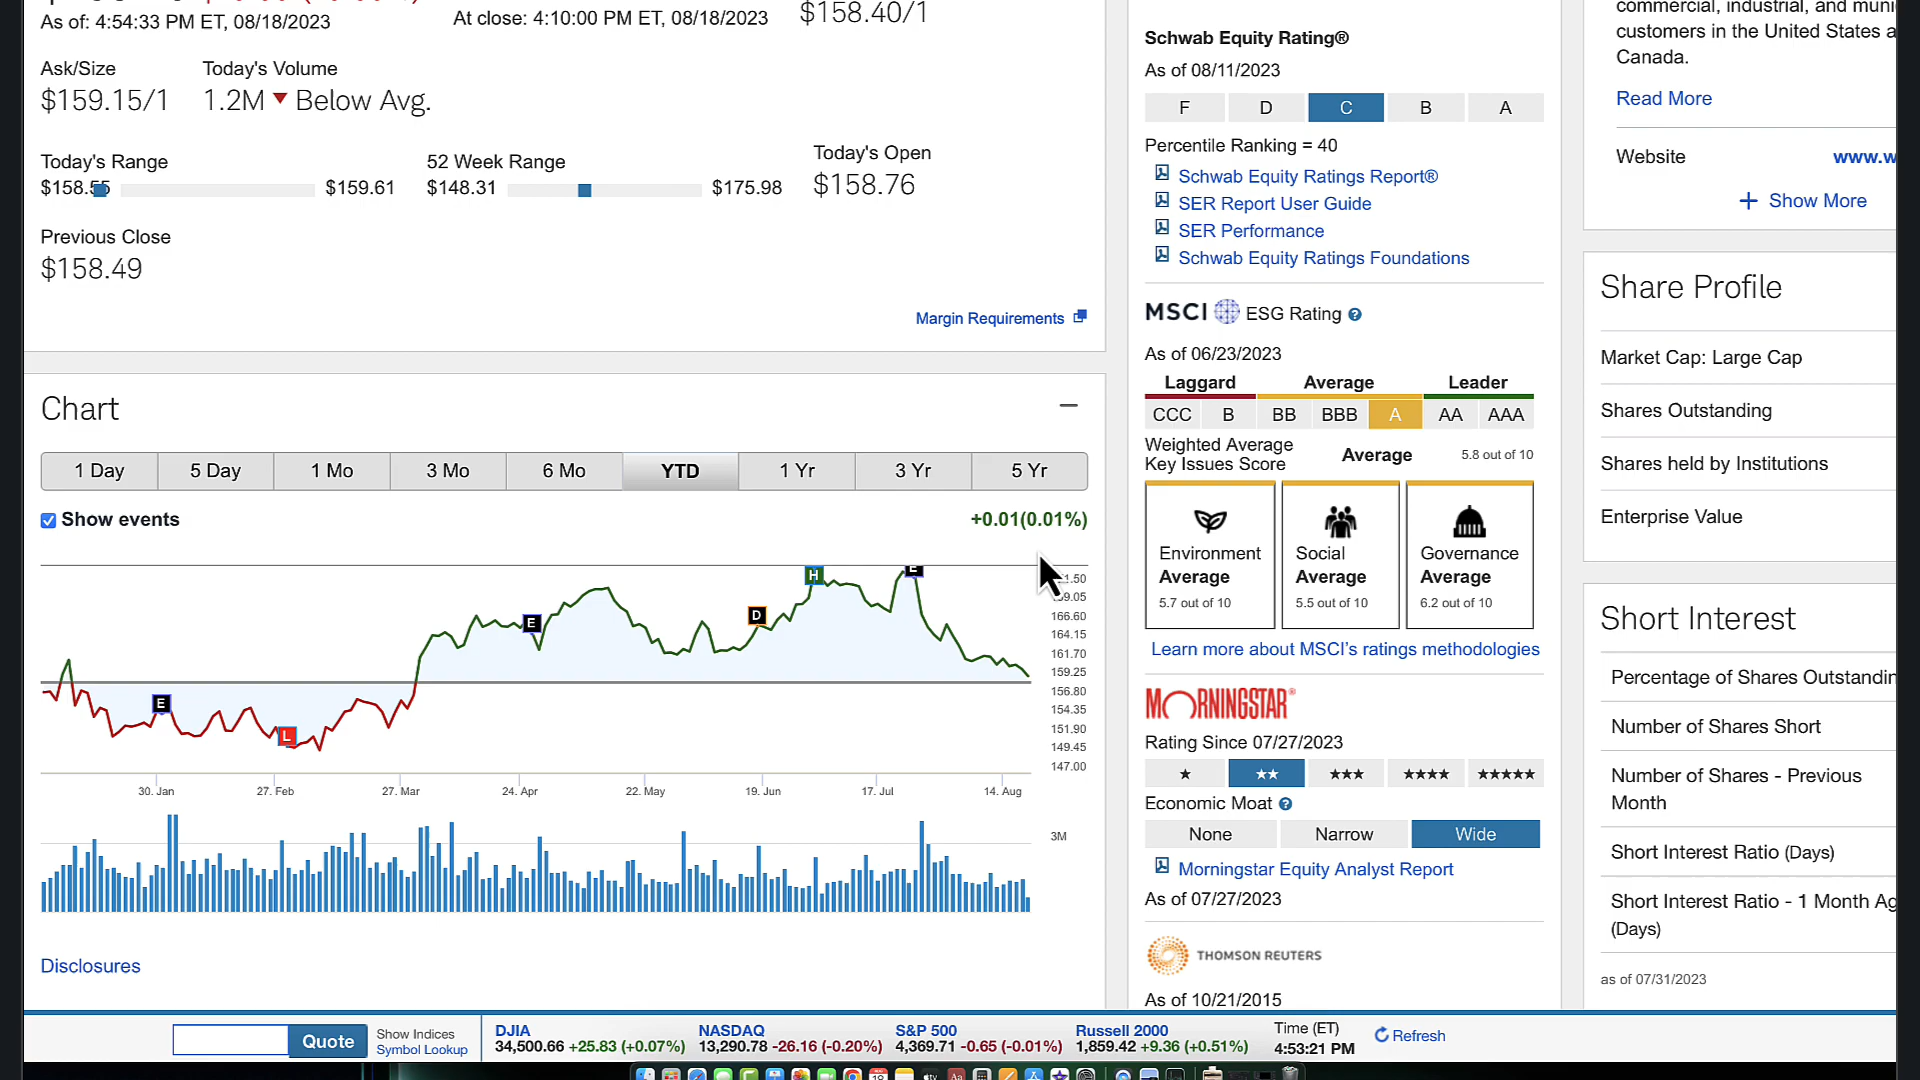 As of: 4:54:33 PM ET, 08/18/2023
At close: 4:10:00 PM ET, 08/18/2023
$158.40/1
Ask/Size
$159.15/1
Today's Volume
1.2M Below Avg.
Today's Range
$158.55
$159.61
52 Week Range
$148.31
$175.98
Today's Open
$158.76
Previous Close
$158.49
Margin Requirements
Chart
1 Day
5 Day
1 Mo
3 Mo
6 Mo
YTD
1 Yr
3 Yr
5 Yr
Show events
+0.01(0.01%)
E
L
E
D
H
E
166.60
164.15
161.70
159.25
156.80
154.35
151.90
149.45
147.00
30. Jan
27. Feb
27. Mar
24. Apr
22. May
19. Jun
17. Jul
14. Aug
3M
Disclosures
Schwab Equity Rating®
As of 08/11/2023
F
D
C
B
A
Percentile Ranking = 40
Schwab Equity Ratings Report®
SER Report User Guide
SER Performance
Schwab Equity Ratings Foundations
MSCI ESG Rating
As of 06/23/2023
Laggard
Average
Leader
CCC
B
BB
BBB
A
AA
AAA
Weighted Average
Key Issues Score
Average
5.8 out of 10
Environment
Average
5.7 out of 10
Social
Average
5.5 out of 10
Governance
Average
6.2 out of 10
Learn more about MSCI's ratings methodologies
MORNINGSTAR®
Rating Since 07/27/2023
★
★★
★★★
★★★★
★★★★★
Economic Moat
None
Narrow
Wide
Morningstar Equity Analyst Report
As of 07/27/2023
THOMSON REUTERS
As of 10/21/2015
commercial, industrial, and muni
customers in the United States a
Canada.
Read More
Website
www.w
+ Show More
Share Profile
Market Cap: Large Cap
Shares Outstanding
Shares held by Institutions
Enterprise Value
Short Interest
Percentage of Shares Outstandin
Number of Shares Short
Number of Shares - Previous
Month
Short Interest Ratio (Days)
Short Interest Ratio - 1 Month Ag
(Days)
as of 07/31/2023
Quote
Show Indices
Symbol Lookup
DJIA
34,500.66 +25.83 (+0.07%)
NASDAQ
13,290.78 -26.16 (-0.20%)
S&P 500
4,369.71 -0.65 (-0.01%)
Russell 2000
1,859.42 +9.36 (+0.51%)
Time (ET)
4:53:21 PM
Refresh